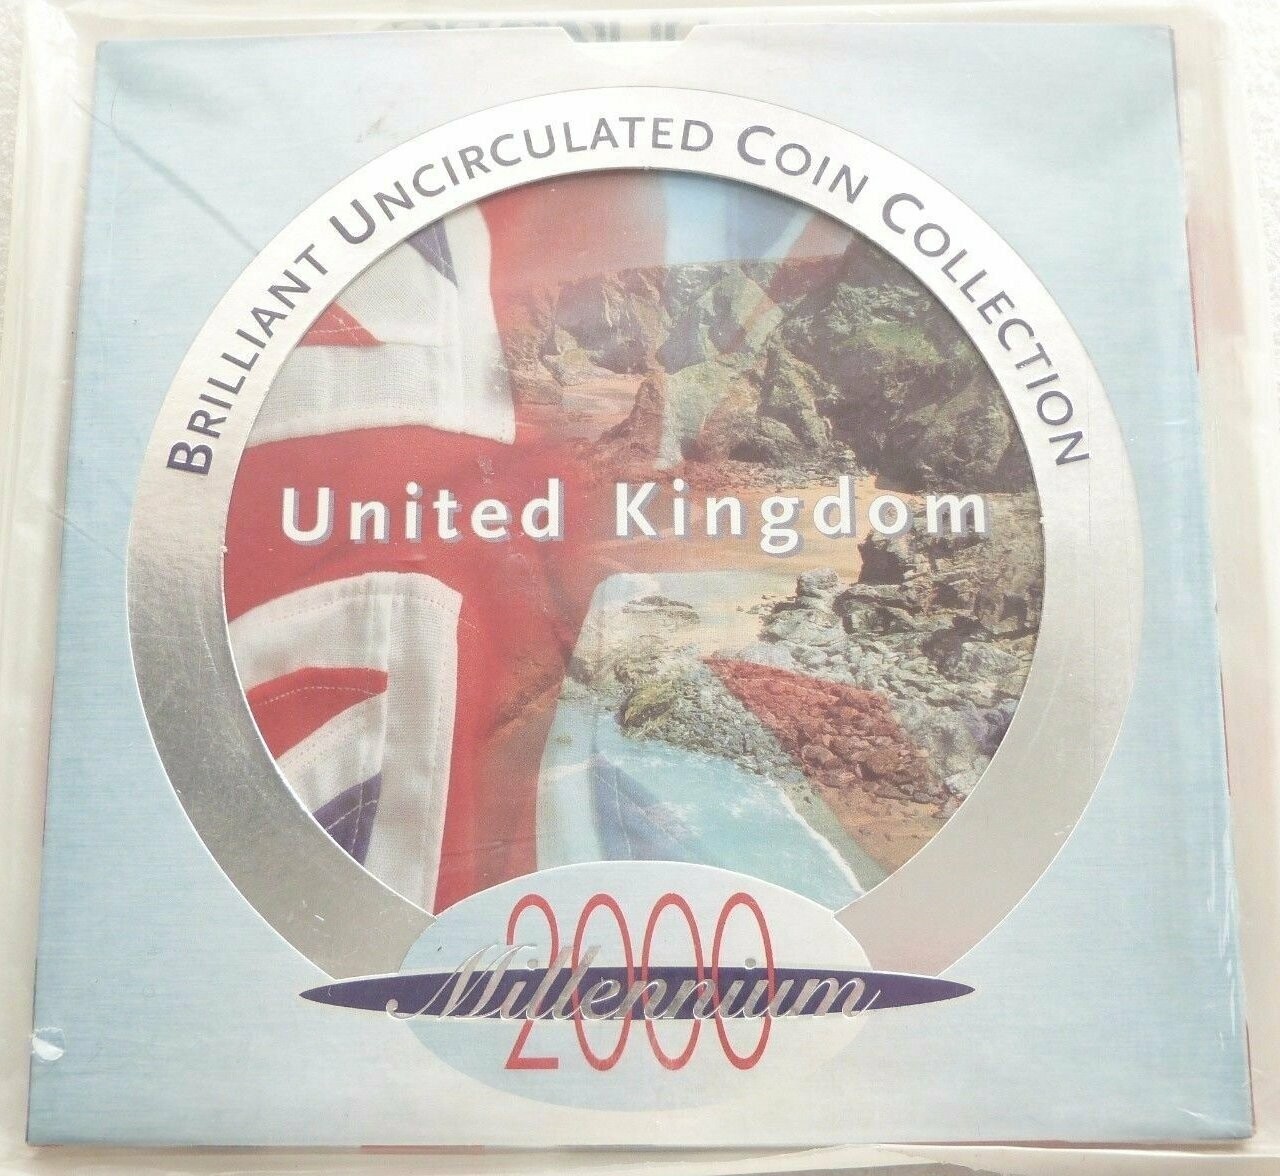 BRILLIANT UNCIRCULATED COIN COLLECTION
United Kingdom
2000
Millennium